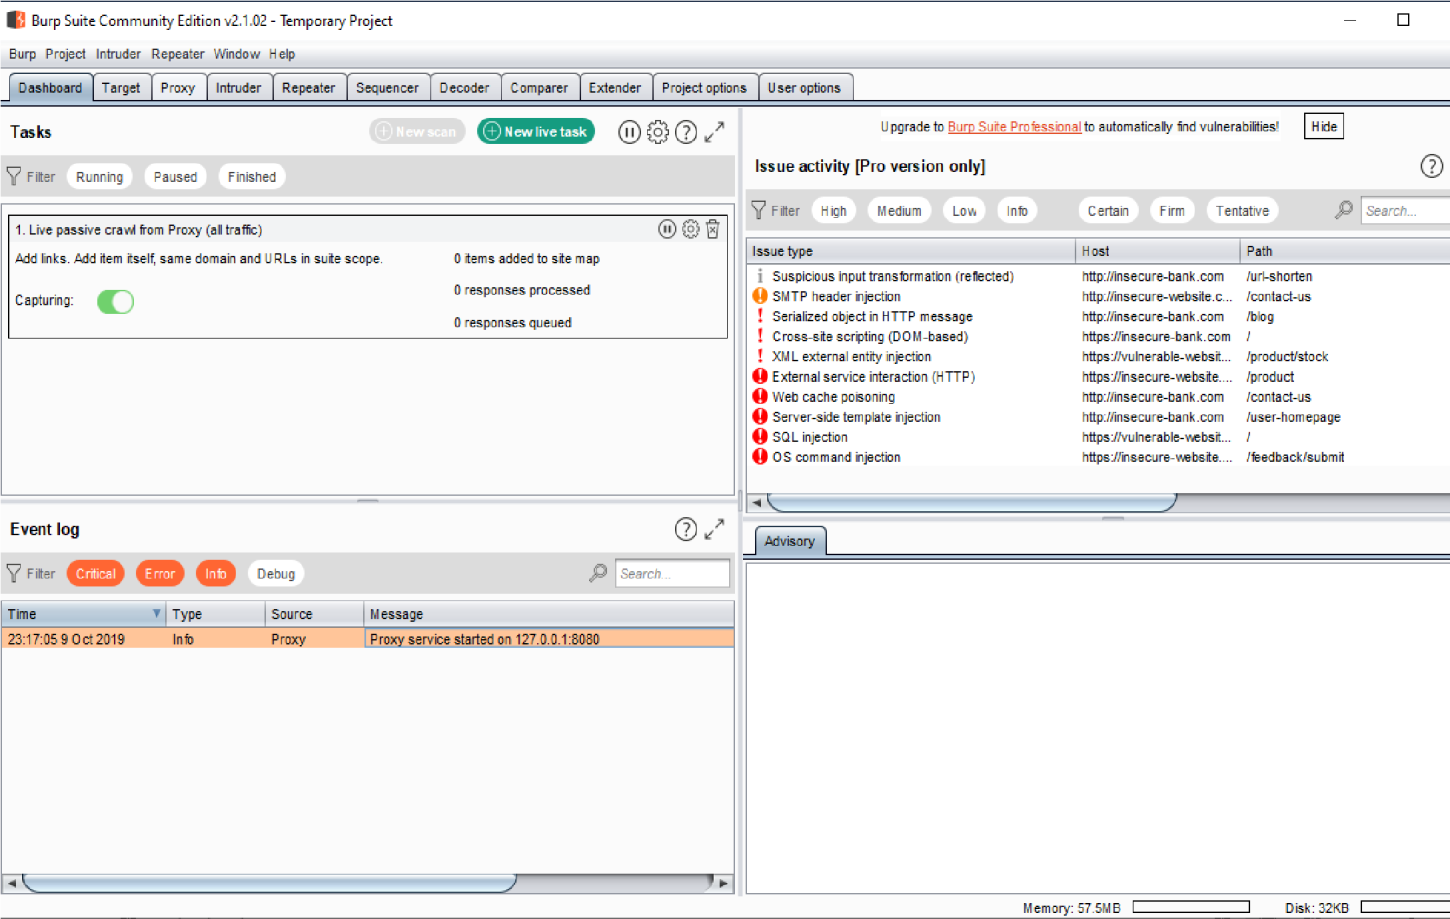 Burp Suite Community Edition v2.1.02 - Temporary Project
Burp Project Intruder Repeater Window Help
Dashboard Target Proxy Intruder Repeater Sequencer Decoder Comparer Extender Project options User options
Tasks
New scan New live task
Filter Running Paused Finished
1. Live passive crawl from Proxy (all traffic)
Add links. Add item itself, same domain and URLs in suite scope.
Capturing:
0 items added to site map
0 responses processed
0 responses queued
Event log
Filter Critical Error Info Debug Search...
Time Type Source Message
23:17:05 9 Oct 2019 Info Proxy Proxy service started on 127.0.0.1:8080
Upgrade to Burp Suite Professional to automatically find vulnerabilities! Hide
Issue activity [Pro version only]
Filter High Medium Low Info Certain Firm Tentative Search...
Issue type Host Path
Suspicious input transformation (reflected) http://insecure-bank.com /url-shorten
SMTP header injection http://insecure-website.c... /contact-us
Serialized object in HTTP message http://insecure-bank.com /blog
Cross-site scripting (DOM-based) https://insecure-bank.com /
XML external entity injection https://vulnerable-websit... /product/stock
External service interaction (HTTP) https://insecure-website.... /product
Web cache poisoning http://insecure-bank.com /contact-us
Server-side template injection http://insecure-bank.com /user-homepage
SQL injection https://vulnerable-websit... /
OS command injection https://insecure-website.... /feedback/submit
Advisory
Memory: 57.5MB Disk: 32KB